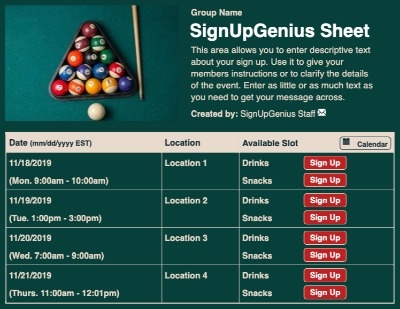 Group Name
SignUpGenius Sheet
This area allows you to enter descriptive text
about your sign up. Use it to give your
members instructions or to clarify the details
of the event. Enter as little or as much text as
you need to get your message across.
Created by: SignUpGenius Staff
Date (mm/dd/yyyy EST) Location Available Slot Calendar
11/18/2019 Location 1 Drinks Sign Up
(Mon. 9:00am - 10:00am) Snacks Sign Up
11/19/2019 Location 2 Drinks Sign Up
(Tue. 1:00pm - 3:00pm) Snacks Sign Up
11/20/2019 Location 3 Drinks Sign Up
(Wed. 7:00am - 9:00am) Snacks Sign Up
11/21/2019 Location 4 Drinks Sign Up
(Thurs. 11:00am - 12:01pm) Snacks Sign Up